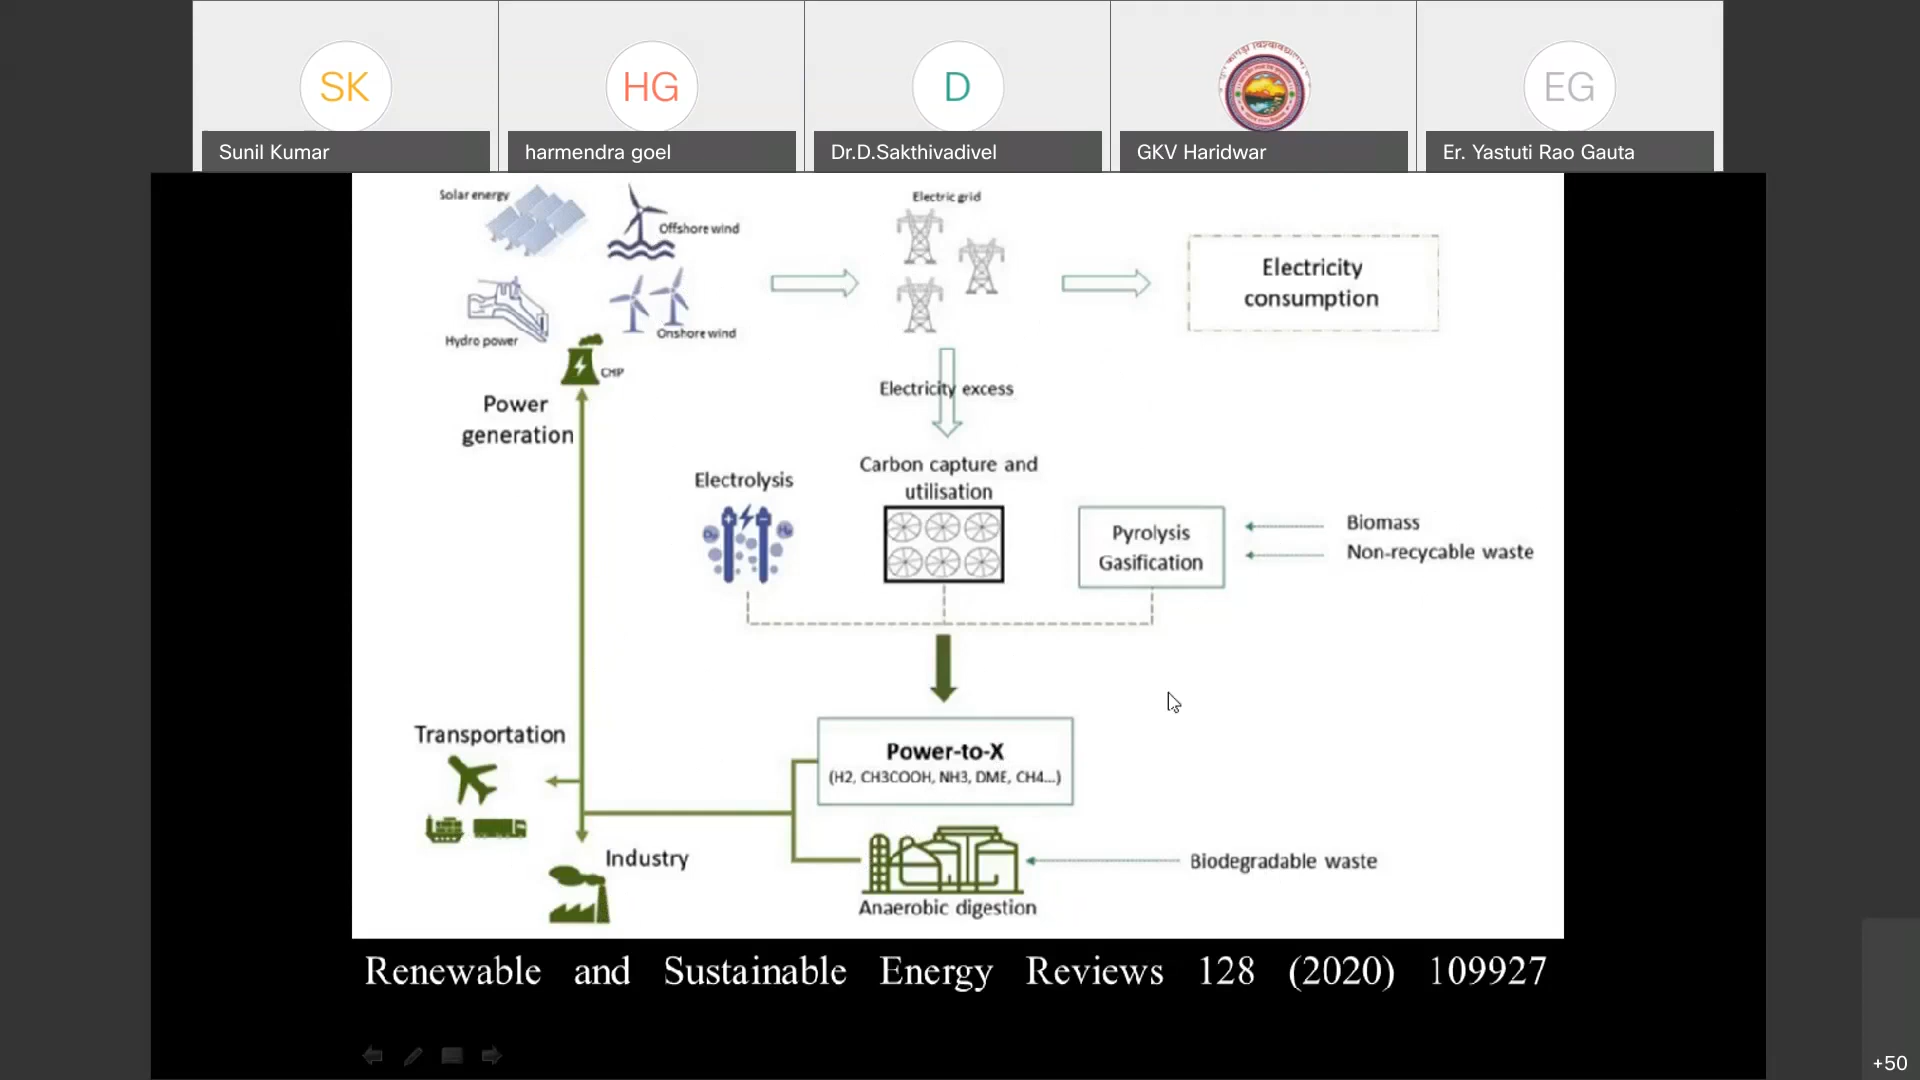 SK
HG
D
EG
Sunil Kumar
harmendra goel
Dr.D.Sakthivadivel
GKV Haridwar
Er. Yastuti Rao Gauta
Solar energy
Offshore wind
Electric grid
Electricity
consumption
Hydro power
Onshore wind
CHP
Power
generation
Electricity excess
Carbon capture and
utilisation
Electrolysis
Pyrolysis
Gasification
Biomass
Non-recycable waste
Transportation
Power-to-X
(H2, CH3COOH, NH3, DME, CH4...)
Industry
Biodegradable waste
Anaerobic digestion
Renewable and Sustainable Energy Reviews 128 (2020) 109927
+50